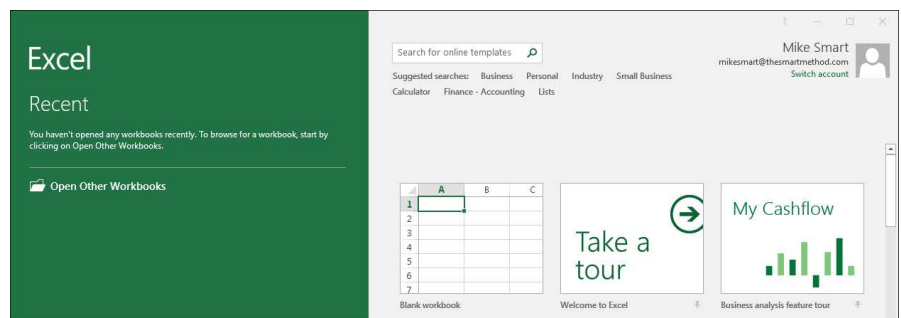 Excel
Recent
You haven't opened any workbooks recently. To browse for a workbook, start by
clicking on Open Other Workbooks.
Open Other Workbooks
? — □ ×
Search for online templates
Suggested searches: Business Personal Industry Small Business
Calculator Finance - Accounting Lists
Mike Smart
mikesmart@thesmartmethod.com
Switch account
A B C
1
2
3
4
5
6
7
Blank workbook
Take a
tour
Welcome to Excel
My Cashflow
Business analysis feature tour